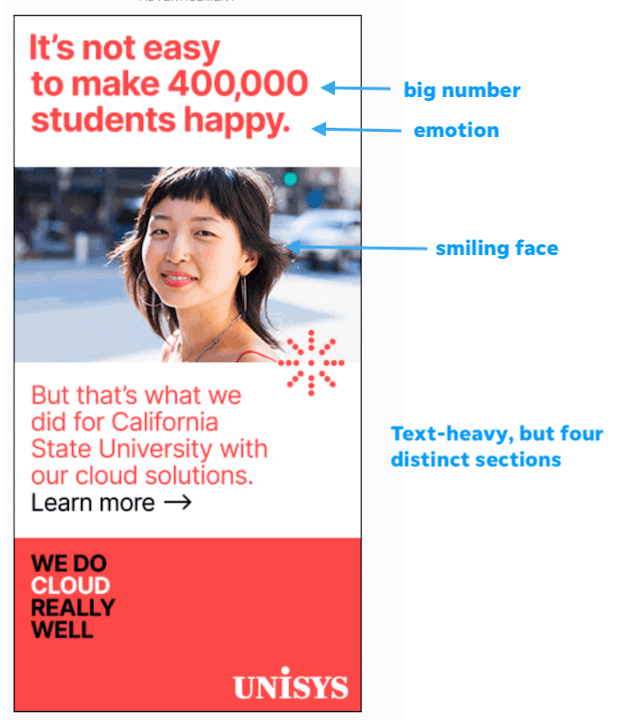 ADVERTISEMENT
It's not easy
to make 400,000
students happy.
big number
emotion
smiling face
But that's what we
did for California
State University with
our cloud solutions.
Learn more →
Text-heavy, but four
distinct sections
WE DO
CLOUD
REALLY
WELL
UNiSYS